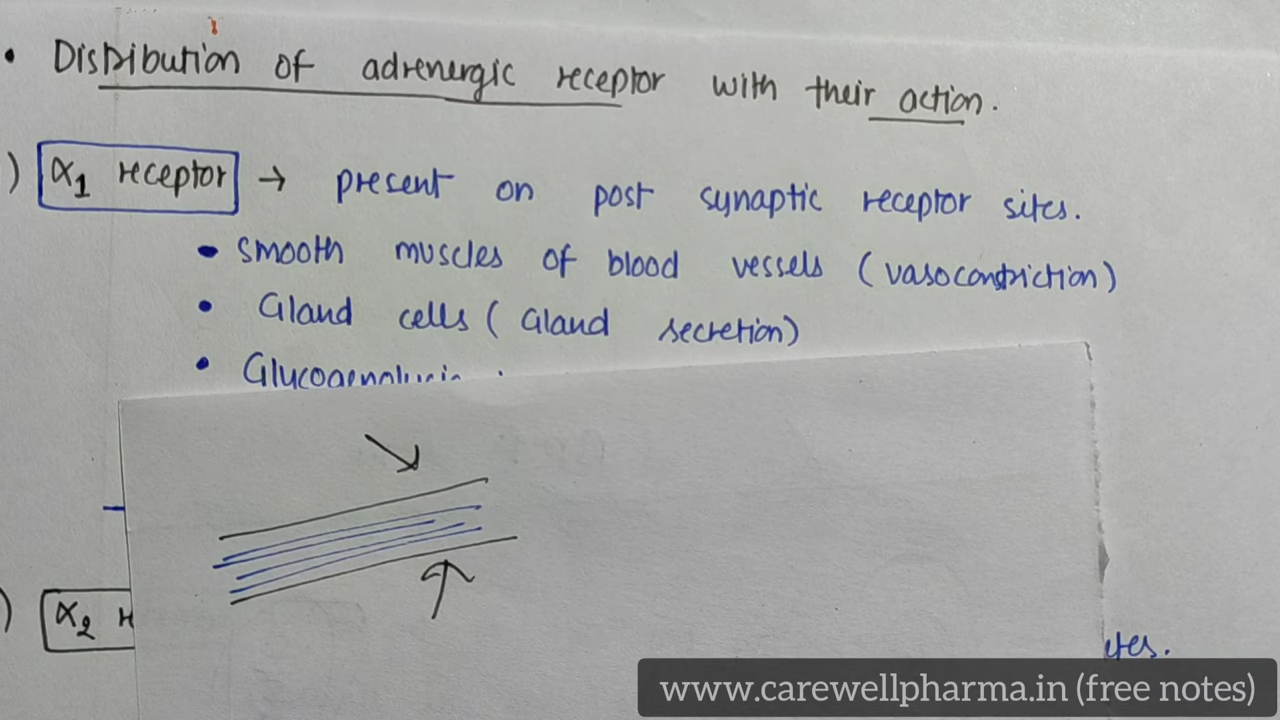 • Distribution of adrenergic receptor with their action.
) α1 receptor → present on post synaptic receptor sites.
• smooth muscles of blood vessels (vasoconstriction)
• Gland cells (Gland secretion)
) α2
www.carewellpharma.in (free notes)